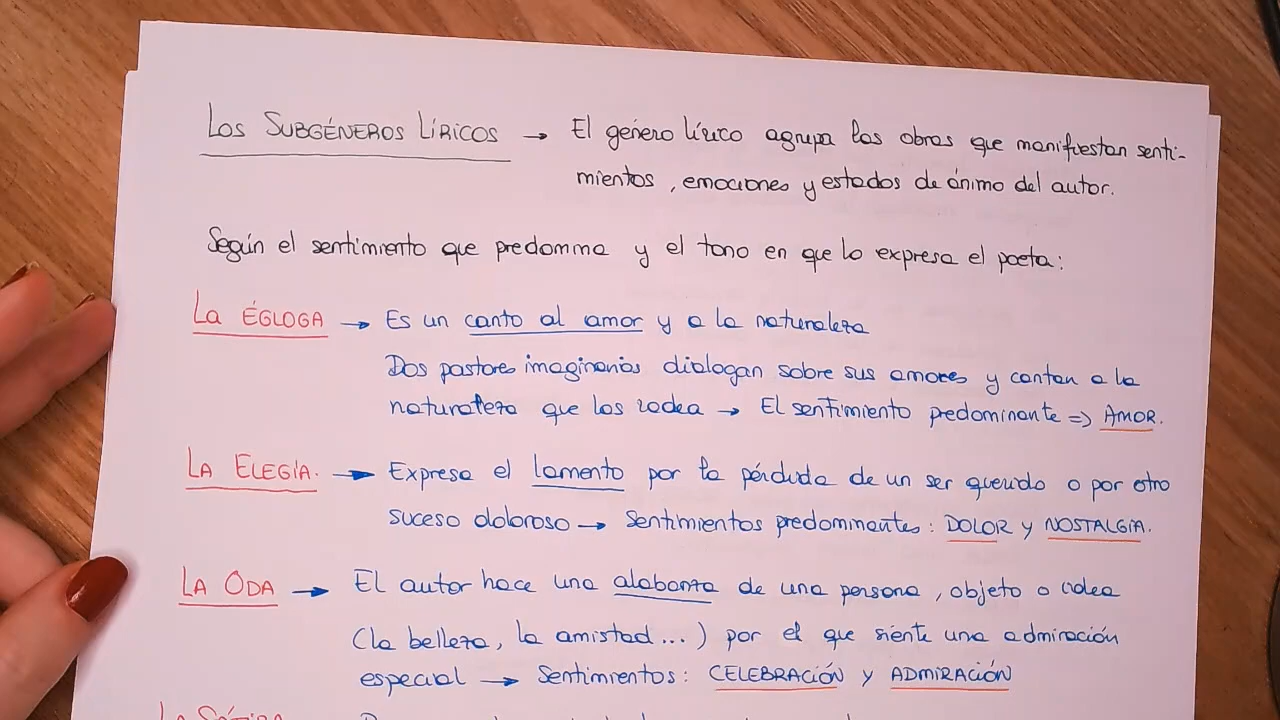 Los SUBGÉNEROS LÍRICOS → El género lírico agrupa las obras que manifiestan senti-
mientos, emociones y estados de ánimo del autor.
Según el sentimiento que predomina y el tono en que lo expresa el poeta:
La ÉGLOGA → Es un canto al amor y a la naturaleza
Dos pastores imaginarios dialogan sobre sus amores y cantan a la
naturaleza que los rodea → El sentimiento predominante => AMOR.
LA ELEGÍA. → Expresa el lamento por la pérdida de un ser querido o por otro
suceso doloroso → Sentimientos predominantes: DOLOR y NOSTALGIA.
LA ODA → El autor hace una alabanza de una persona, objeto o idea
(la belleza, la amistad...) por el que siente una admiración
especial → Sentimientos: CELEBRACIÓN y ADMIRACIÓN